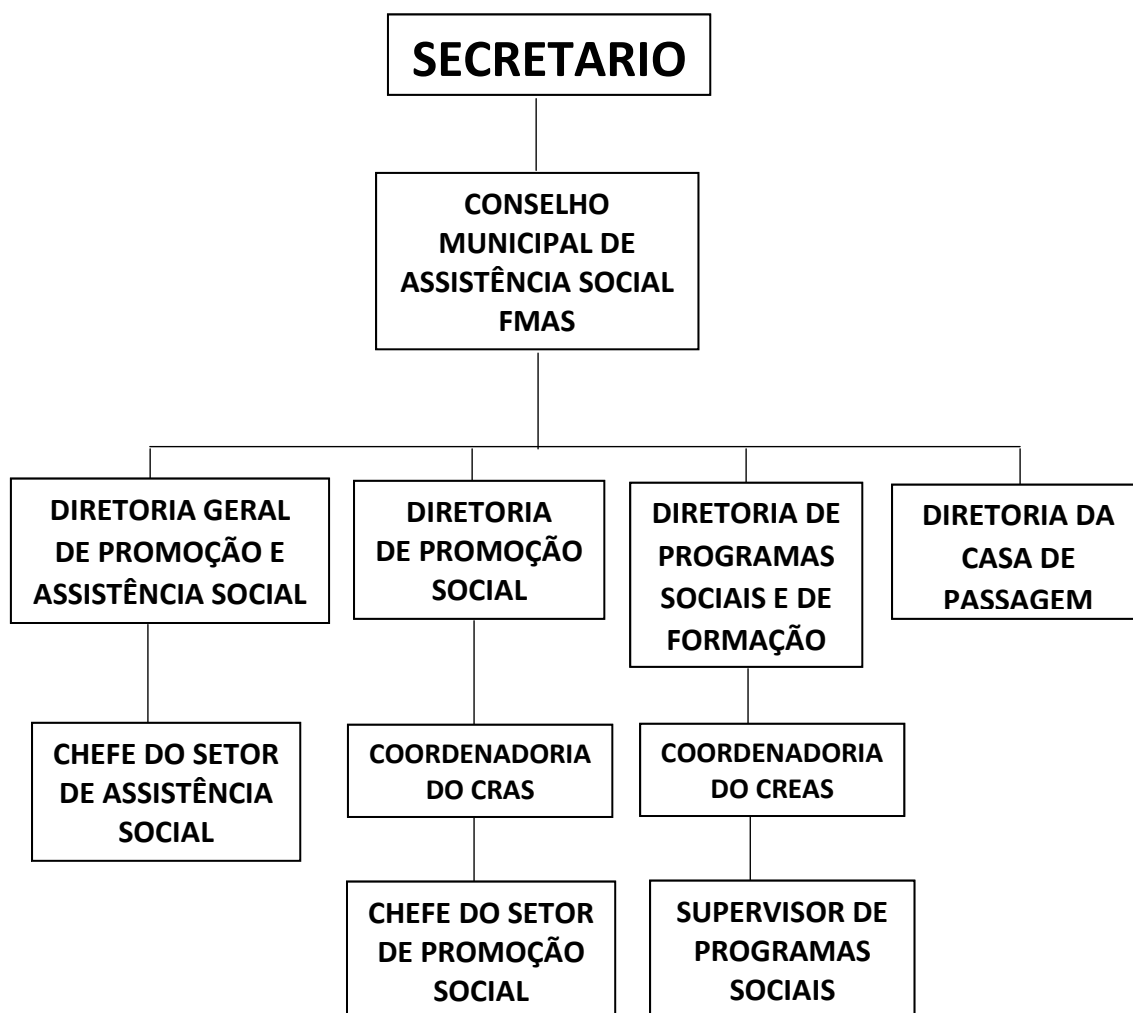 SECRETARIO
CONSELHO
MUNICIPAL DE
ASSISTÊNCIA SOCIAL
FMAS
DIRETORIA GERAL
DE PROMOÇÃO E
ASSISTÊNCIA SOCIAL
DIRETORIA
DE PROMOÇÃO
SOCIAL
DIRETORIA DE
PROGRAMAS
SOCIAIS E DE
FORMAÇÃO
DIRETORIA DA
CASA DE
PASSAGEM
CHEFE DO SETOR
DE ASSISTÊNCIA
SOCIAL
COORDENADORIA
DO CRAS
COORDENADORIA
DO CREAS
CHEFE DO SETOR
DE PROMOÇÃO
SOCIAL
SUPERVISOR DE
PROGRAMAS
SOCIAIS